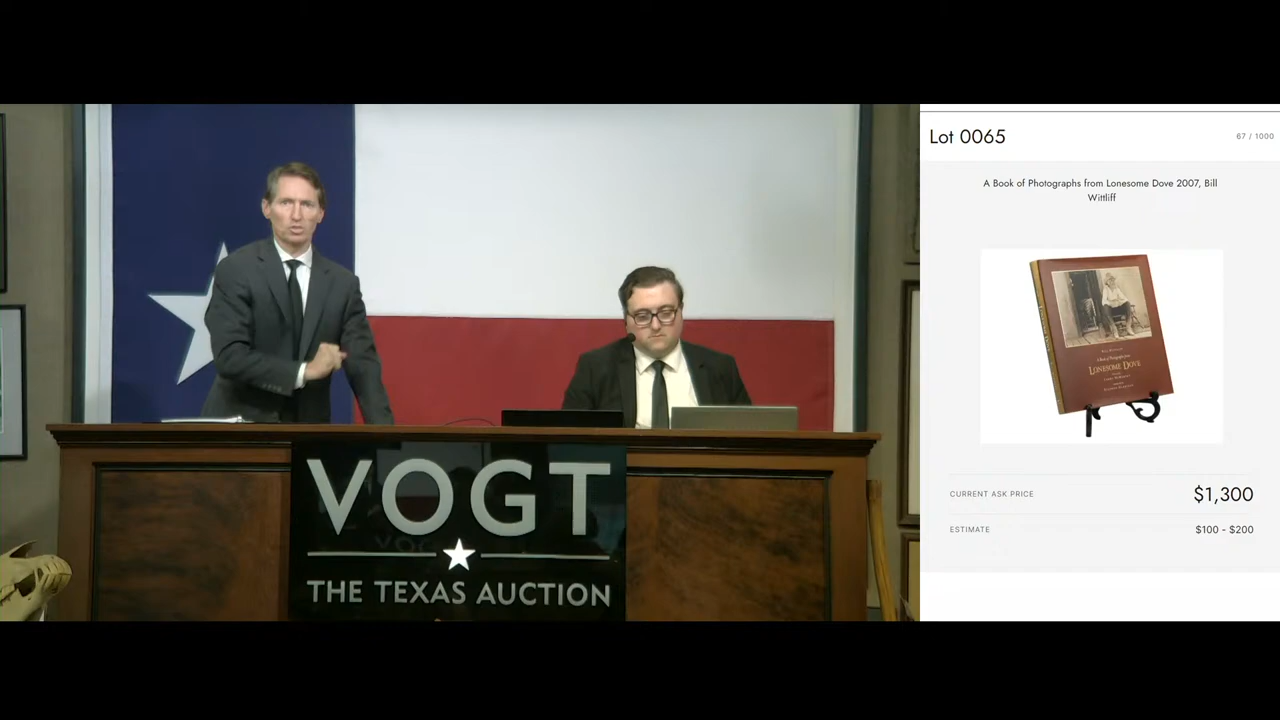 Lot 0065
67 / 1000
A Book of Photographs from Lonesome Dove 2007, Bill
Wittliff
LONESOME DOVE
CURRENT ASK PRICE
$1,300
ESTIMATE
$100 - $200
VOGT
THE TEXAS AUCTION